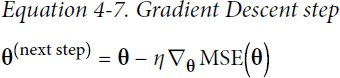 Equation 4-7. Gradient Descent step
θ(next step) = θ − η ∇θ MSE(θ)